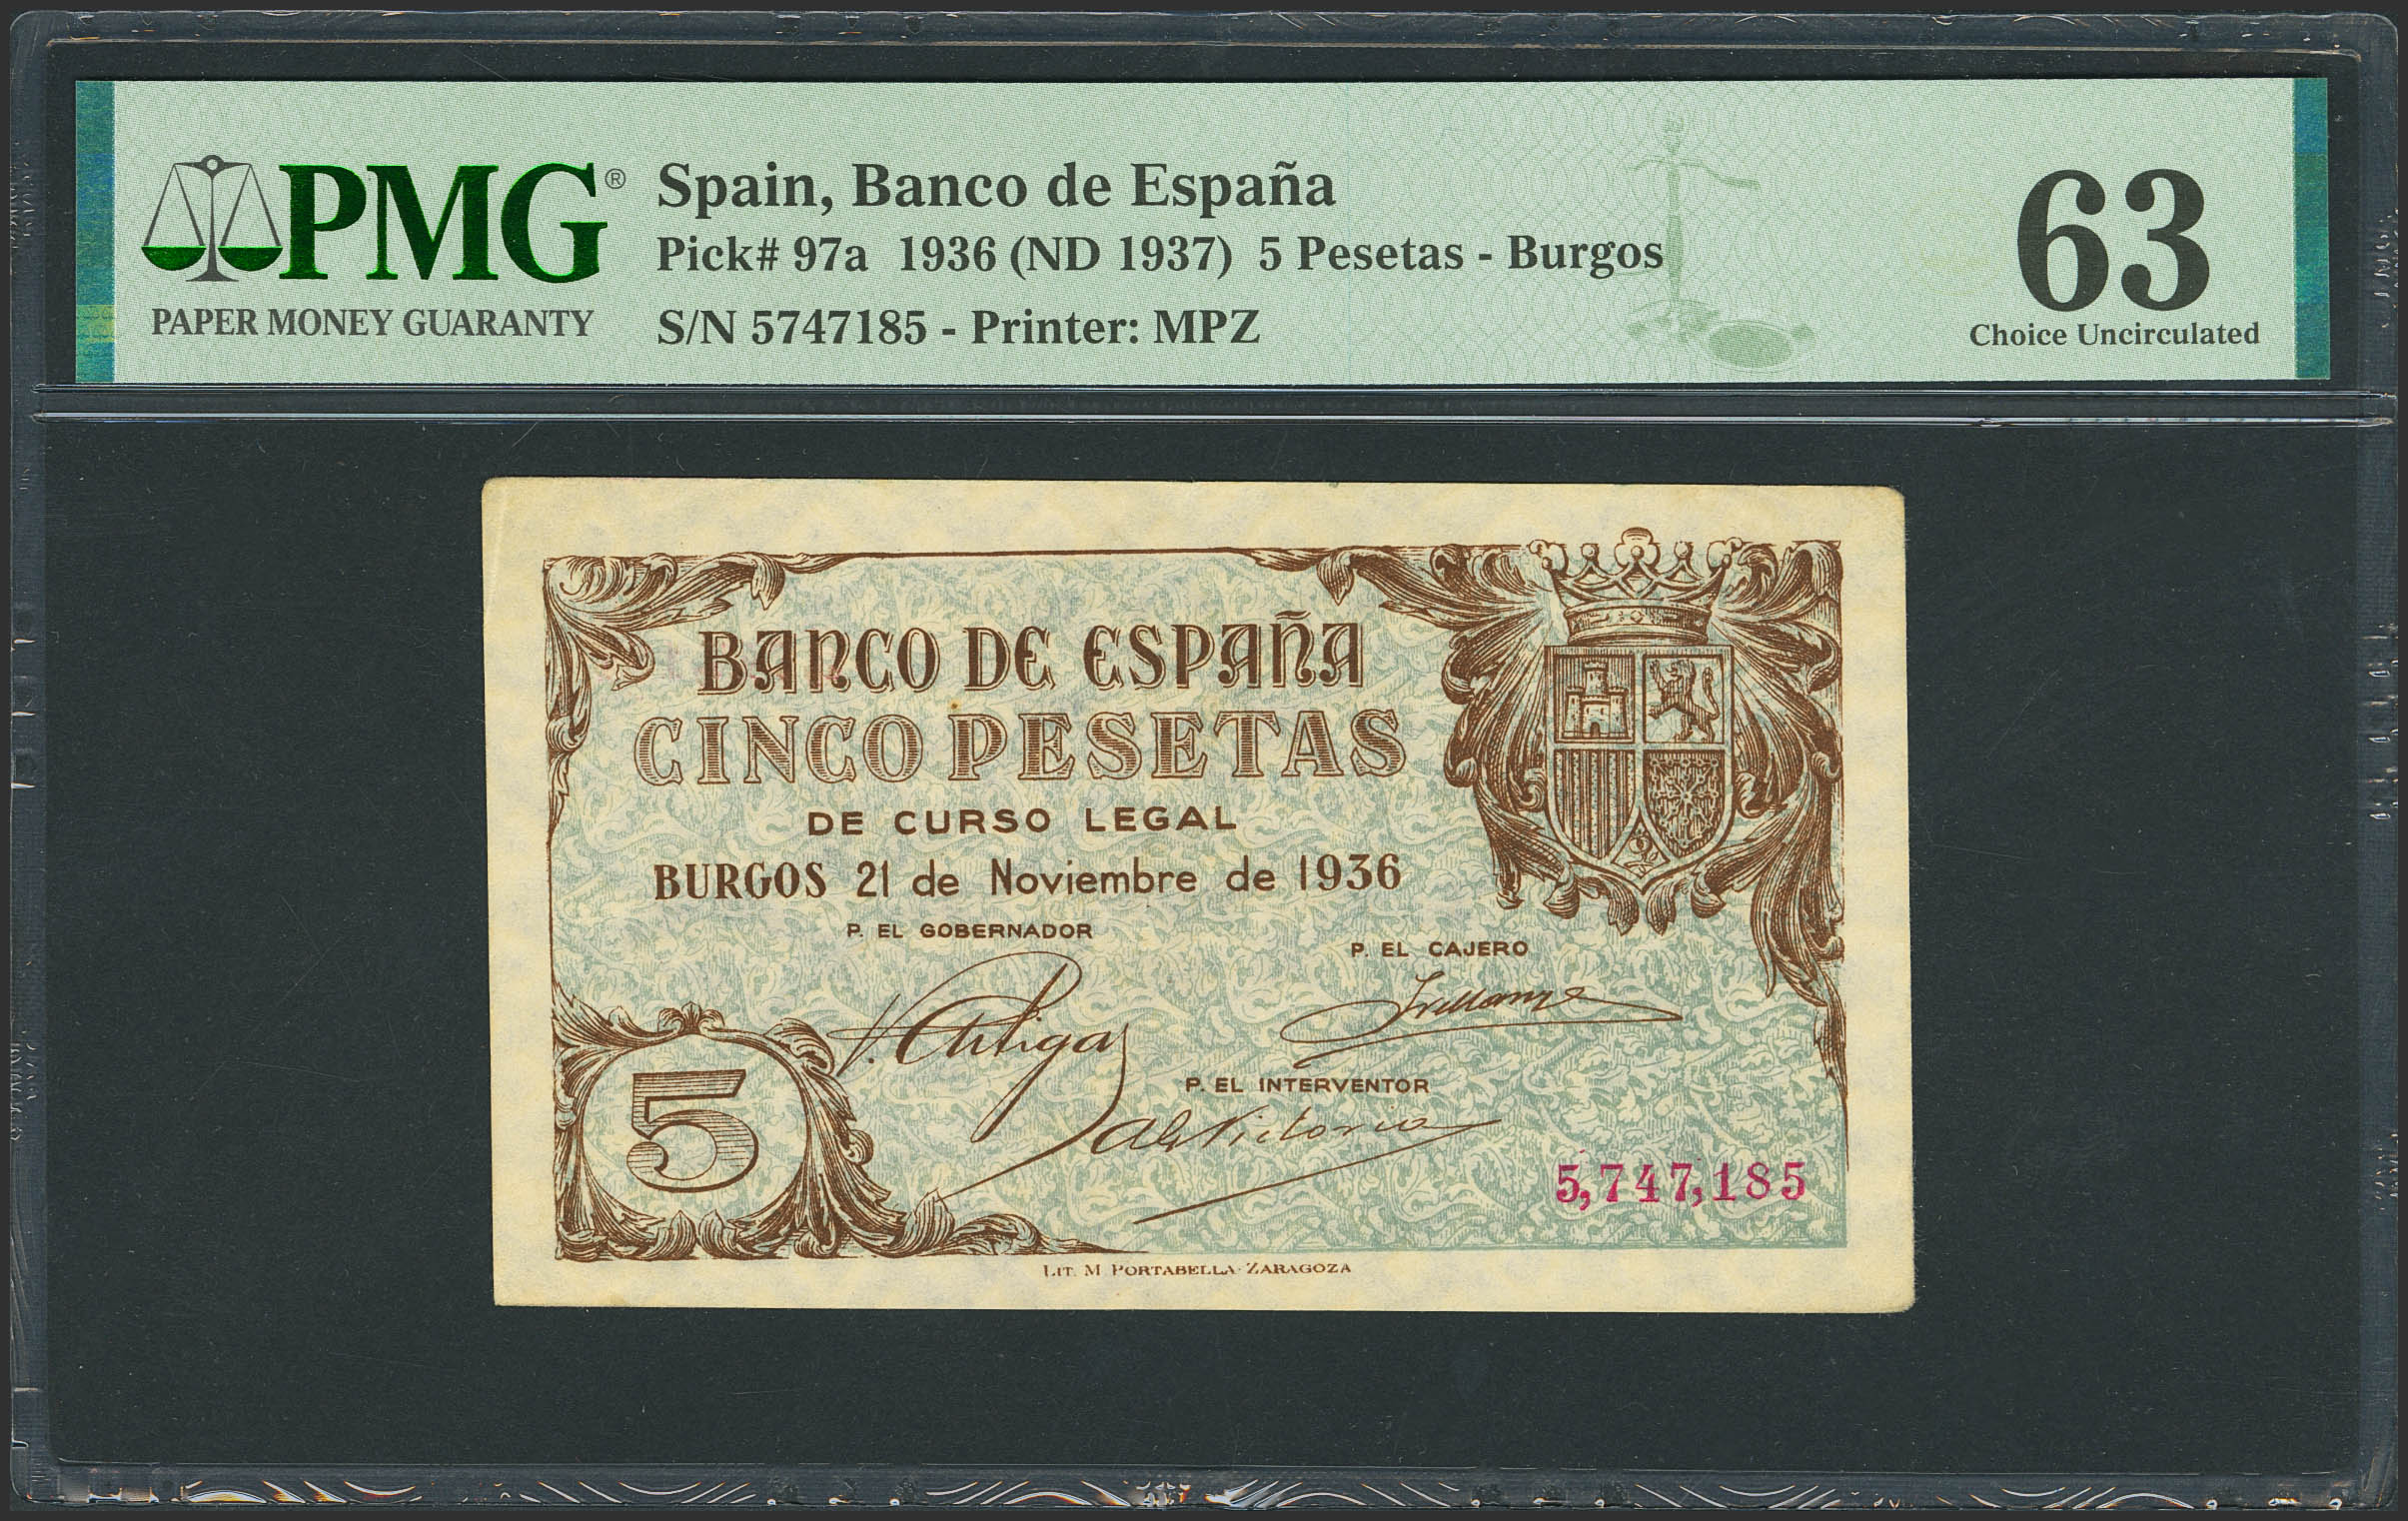 PMG®
PAPER MONEY GUARANTY
Spain, Banco de España
Pick# 97a 1936 (ND 1937) 5 Pesetas - Burgos
S/N 5747185 - Printer: MPZ
63
Choice Uncirculated
BANCO DE ESPAÑA
CINCO PESETAS
DE CURSO LEGAL
BURGOS 21 de Noviembre de 1936
P. EL GOBERNADOR
P. EL CAJERO
P. EL INTERVENTOR
5
5,747,185
LIT. M PORTABELLA ZARAGOZA